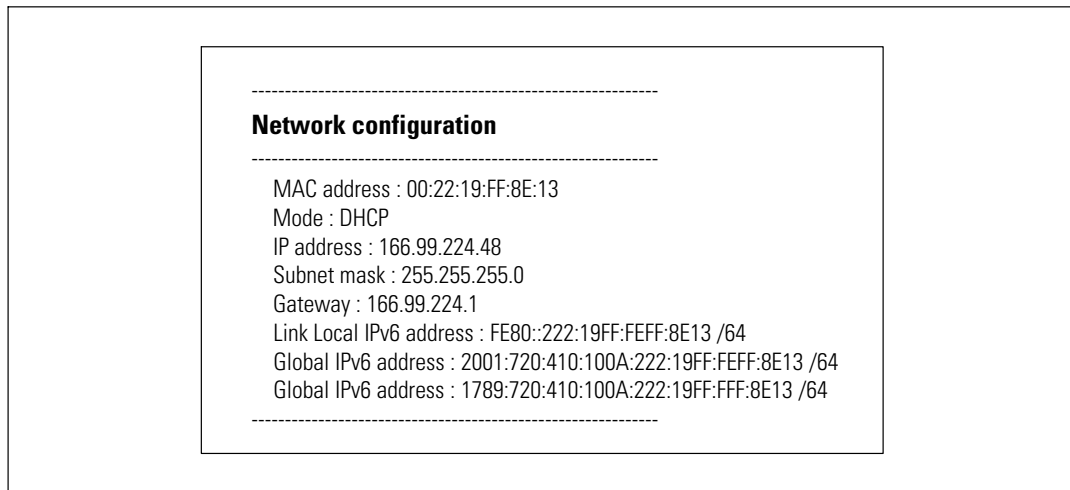 -------------------------------------------------------------
Network configuration
-------------------------------------------------------------
MAC address : 00:22:19:FF:8E:13
Mode : DHCP
IP address : 166.99.224.48
Subnet mask : 255.255.255.0
Gateway : 166.99.224.1
Link Local IPv6 address : FE80::222:19FF:FEFF:8E13 /64
Global IPv6 address : 2001:720:410:100A:222:19FF:FEFF:8E13 /64
Global IPv6 address : 1789:720:410:100A:222:19FF:FFF:8E13 /64
-------------------------------------------------------------